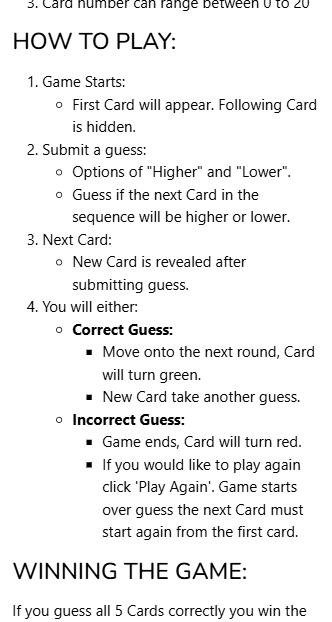 3. Card number can range between 0 to 20
HOW TO PLAY:
1. Game Starts:
First Card will appear. Following Card
is hidden.
2. Submit a guess:
Options of "Higher" and "Lower".
Guess if the next Card in the
sequence will be higher or lower.
3. Next Card:
New Card is revealed after
submitting guess.
4. You will either:
Correct Guess:
Move onto the next round, Card
will turn green.
New Card take another guess.
Incorrect Guess:
Game ends, Card will turn red.
If you would like to play again
click 'Play Again'. Game starts
over guess the next Card must
start again from the first card.
WINNING THE GAME:
If you guess all 5 Cards correctly you win the